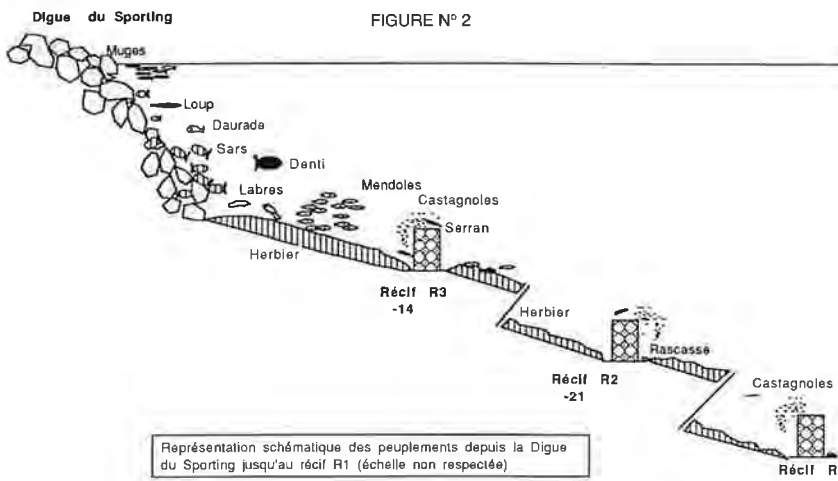 Digue du Sporting
FIGURE N° 2
Muges
Loup
Daurade
Sars
Denti
Labres
Mendoles
Castagnoles
Serran
Herbier
Récif R3
-14
Herbier
Rascasse
Récif R2
-21
Castagnoles
Récif R
Représentation schématique des peuplements depuis la Digue
du Sporting jusqu'au récif R1 (échelle non respectée)